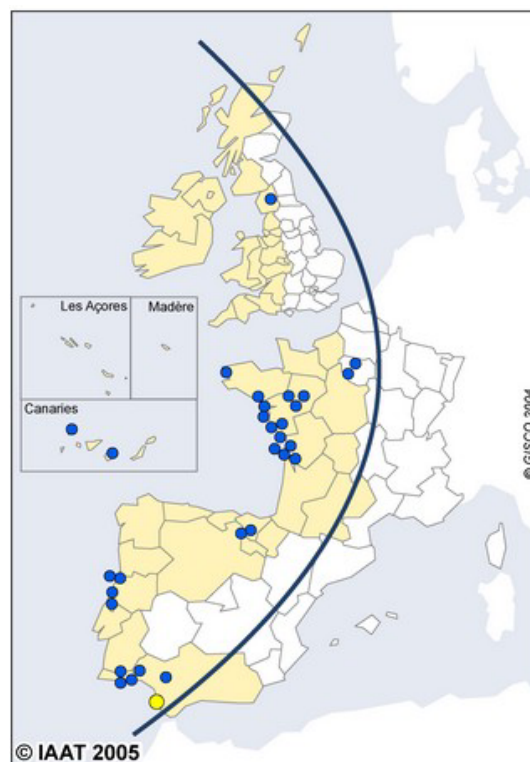 Les Açores
Madère
Canaries
© GISCO 2004
© IAAT 2005